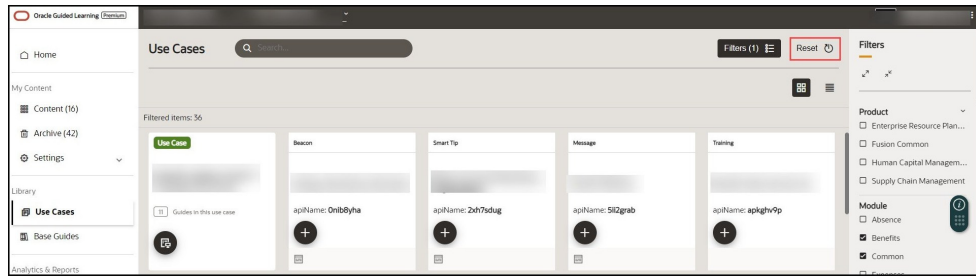 Oracle Guided Learning Premium
Home
My Content
Content (16)
Archive (42)
Settings
Library
Use Cases
Base Guides
Analytics & Reports
Use Cases
Search...
Filters (1)
Reset
Filtered items: 36
Use Case
11 Guides in this use case
Beacon
apiName: 0nib8yha
Smart Tip
apiName: 2xh7sdug
Message
apiName: 5ll2grab
Training
apiName: apkghv9p
Filters
Product
Enterprise Resource Plan...
Fusion Common
Human Capital Managem...
Supply Chain Management
Module
Absence
Benefits
Common